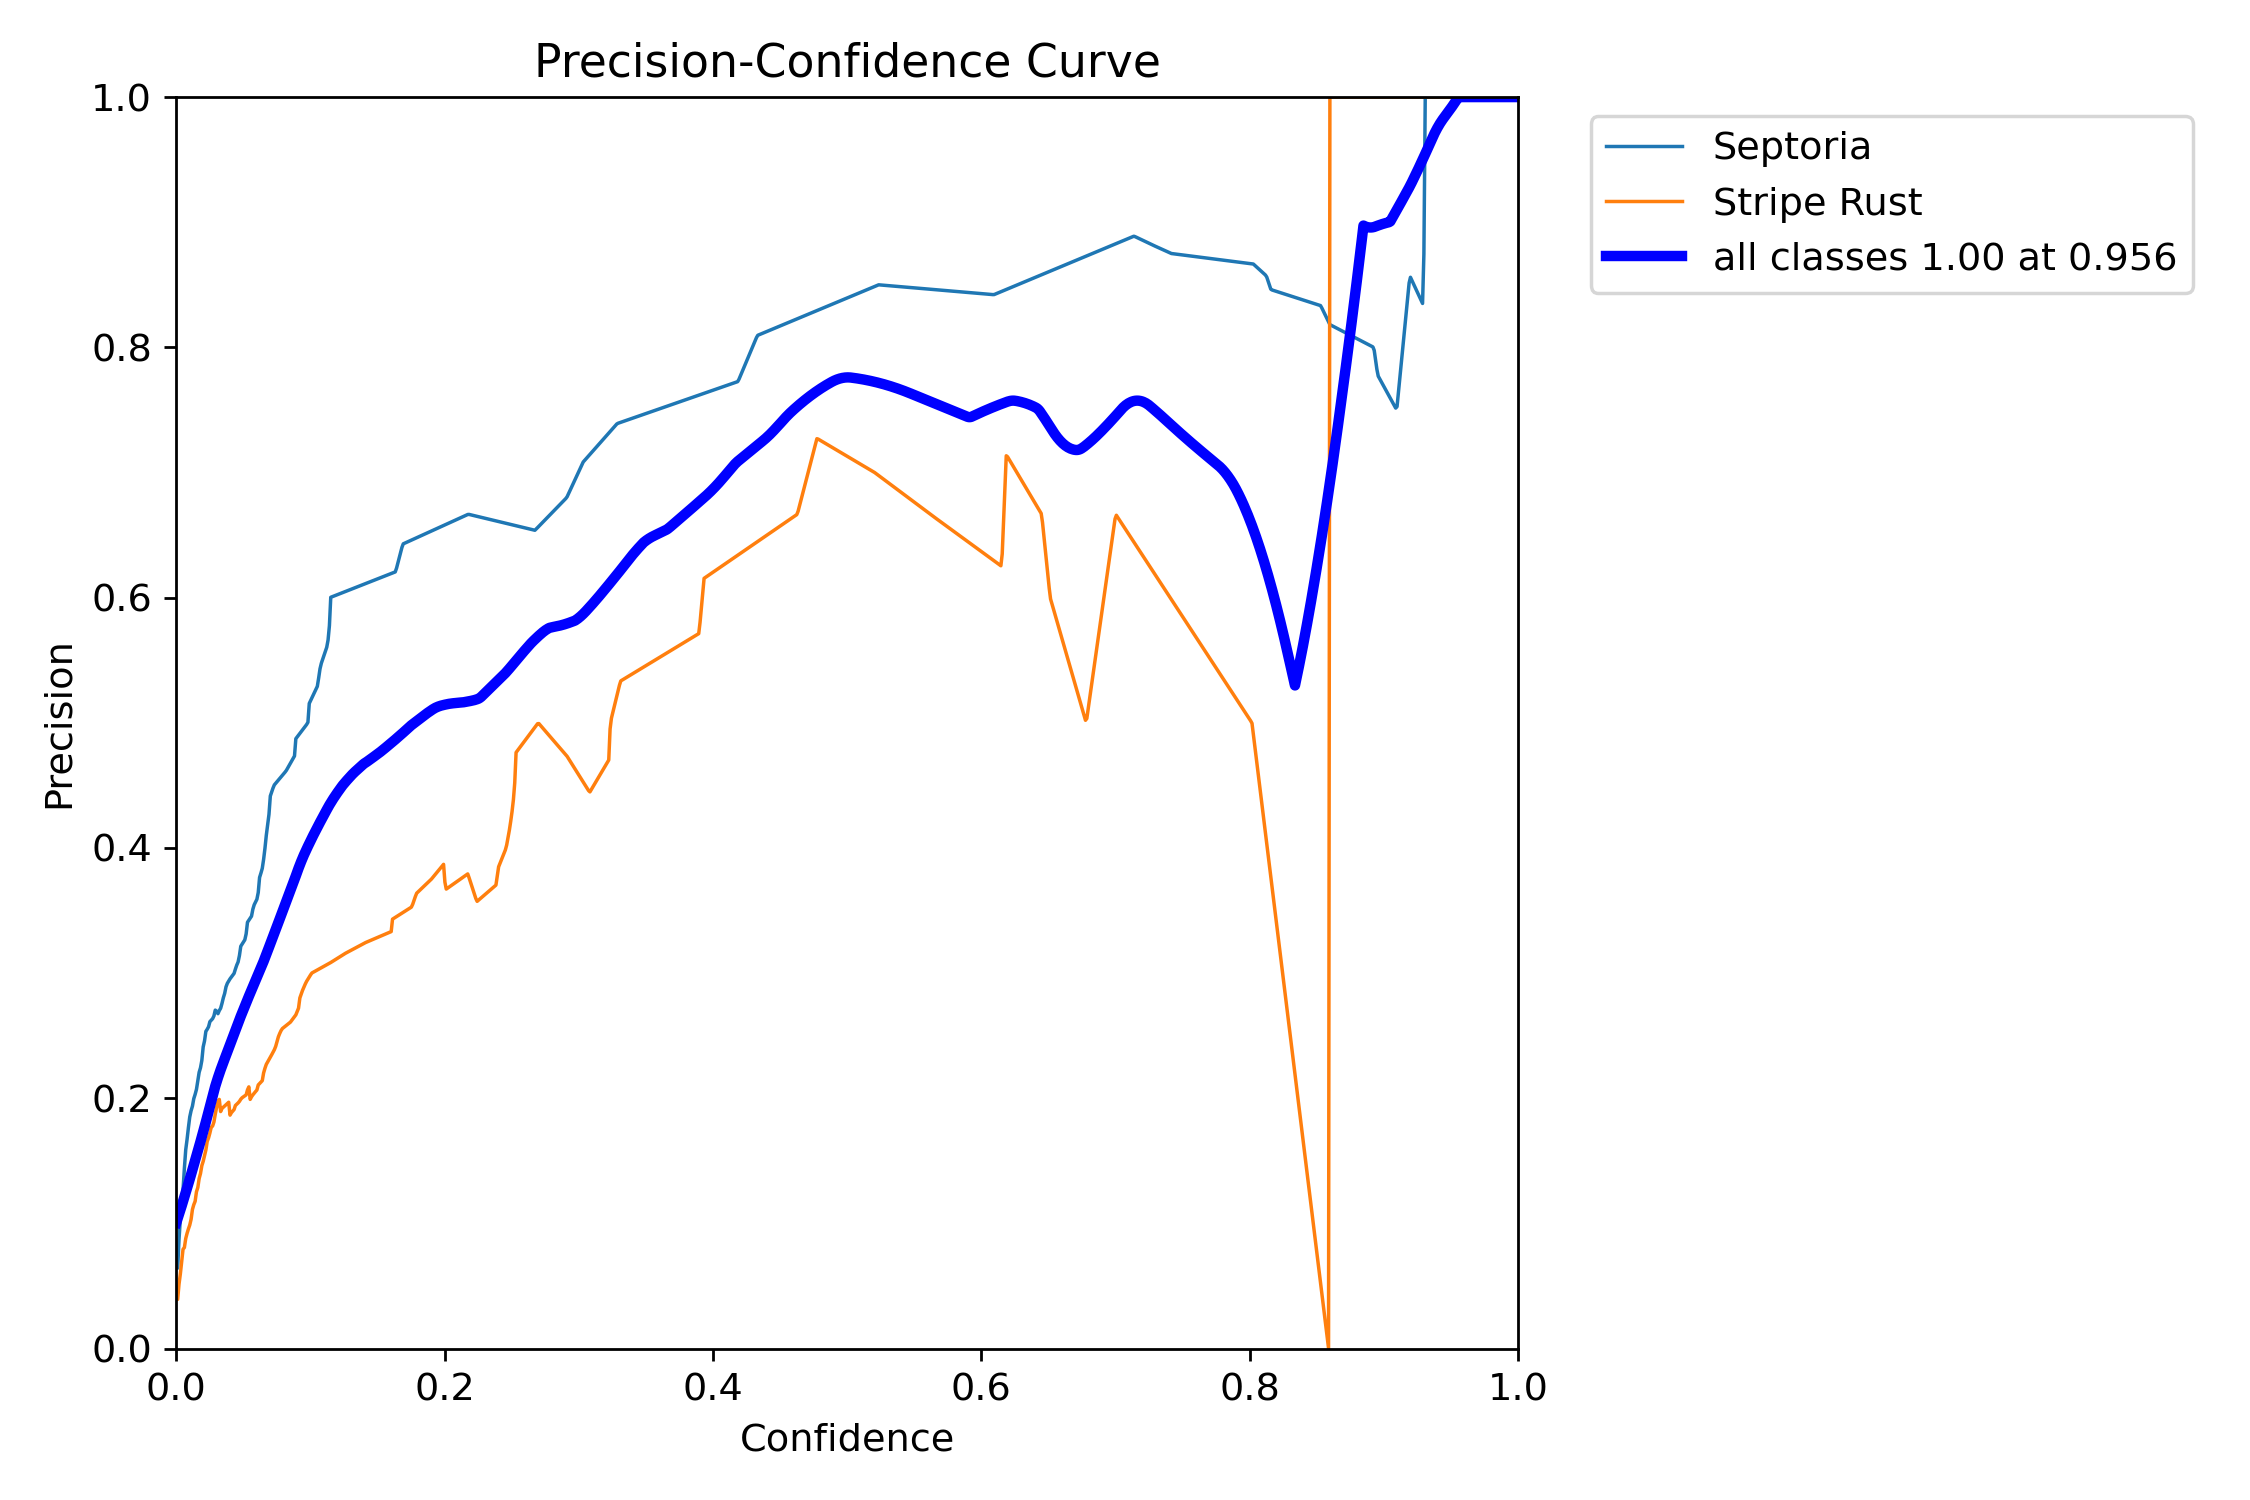 Precision-Confidence Curve
1.0
0.8
0.6
0.4
0.2
0.0
Precision
0.0 0.2 0.4 0.6 0.8 1.0
Confidence
Septoria
Stripe Rust
all classes 1.00 at 0.956